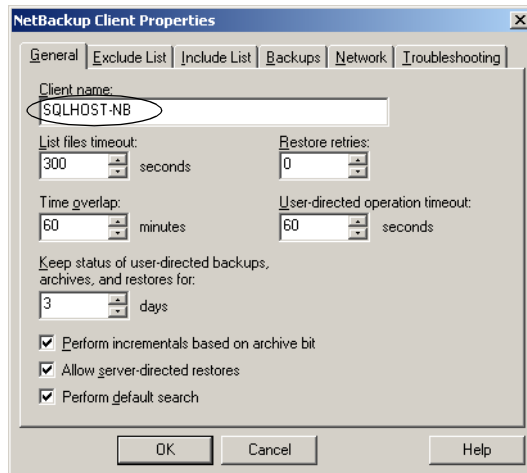 NetBackup Client Properties
General Exclude List Include List Backups Network Troubleshooting
Client name:
SQLHOST-NB
List files timeout: Restore retries:
300 seconds 0
Time overlap: User-directed operation timeout:
60 minutes 60 seconds
Keep status of user-directed backups,
archives, and restores for:
3 days
Perform incrementals based on archive bit
Allow server-directed restores
Perform default search
OK Cancel Help